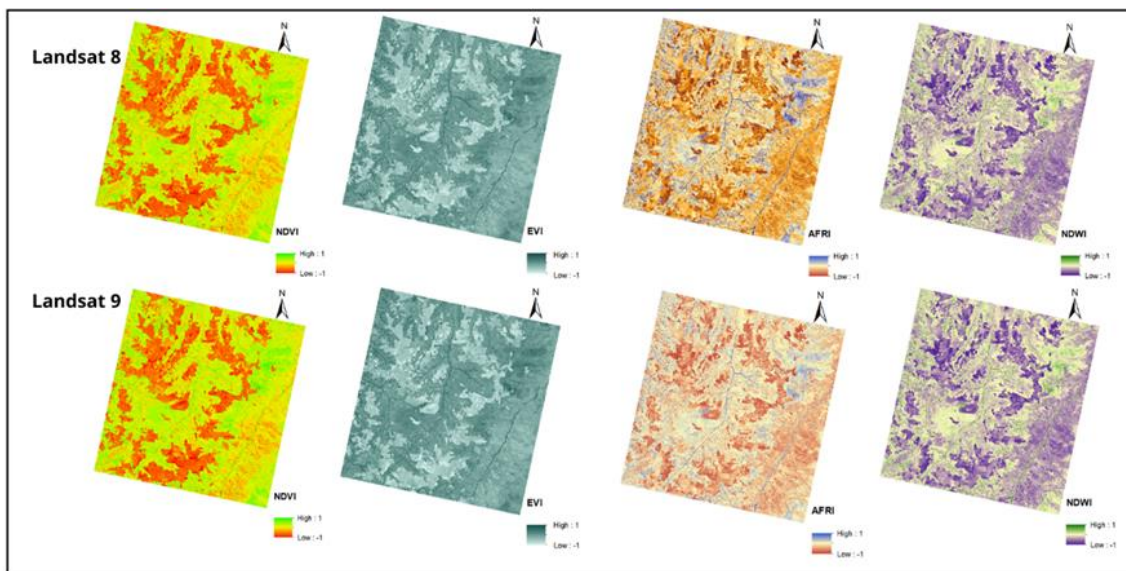 Landsat 8
N
N
N
N
NDVI
High : 1
Low : -1
EVI
High : 1
Low : -1
AFRI
High : 1
Low : -1
NDWI
High : 1
Low : -1
Landsat 9
N
N
N
N
NDVI
High : 1
Low : -1
EVI
High : 1
Low : -1
AFRI
High : 1
Low : -1
NDWI
High : 1
Low : -1